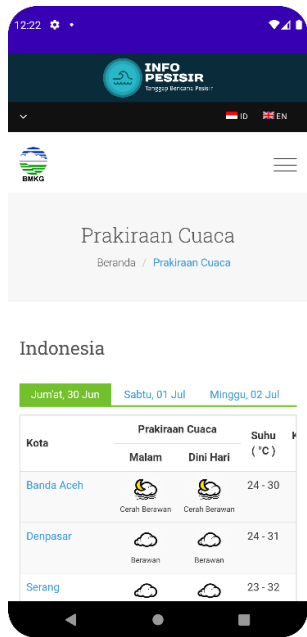 12:22
INFO
PESISIR
Tanggap Bencana Pesisir
ID EN
BMKG
Prakiraan Cuaca
Beranda / Prakiraan Cuaca
Indonesia
Jum'at, 30 Jun Sabtu, 01 Jul Minggu, 02 Jul
Kota Prakiraan Cuaca Suhu (°C) K
Malam Dini Hari
Banda Aceh Cerah Berawan Cerah Berawan 24 - 30
Denpasar Berawan Berawan 24 - 31
Serang 23 - 32